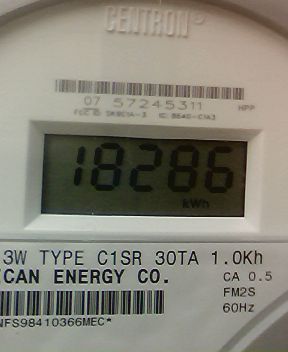 CENTRON®
07 57245311 HPP
18286
kWh
3W TYPE C1SR 30TA 1.0Kh
ICAN ENERGY CO.
CA 0.5
FM2S
60Hz
NFS98410366MEC*